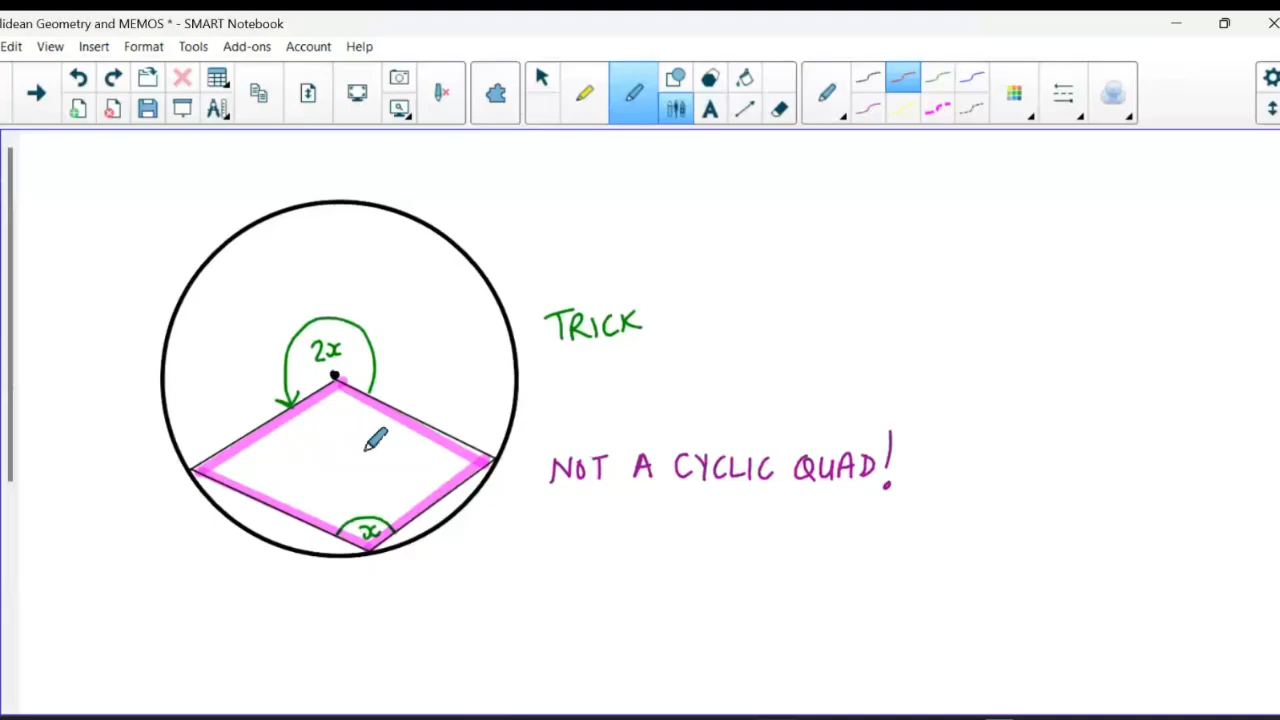 lidean Geometry and MEMOS * - SMART Notebook
Edit View Insert Format Tools Add-ons Account Help
2x
TRICK
NOT A CYCLIC QUAD!
x